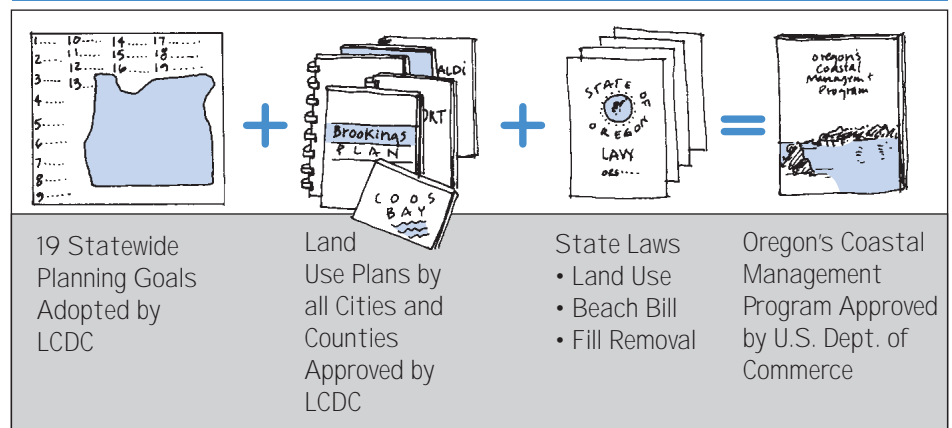 1.... 10..... 14.... 17.....
2.... 11..... 15.... 18.....
3.... 12..... 16.... 19.....
4.... 13....
5....
6....
7....
8....
9....
+
ALDI
PORT
Brookings
PLAN
COOS
BAY
+
STATE OF
OREGON
LAW
ORS.....
=
Oregon's
Coastal
Management
Program
19 Statewide
Planning Goals
Adopted by
LCDC
Land
Use Plans by
all Cities and
Counties
Approved by
LCDC
State Laws
• Land Use
• Beach Bill
• Fill Removal
Oregon's Coastal
Management
Program Approved
by U.S. Dept. of
Commerce